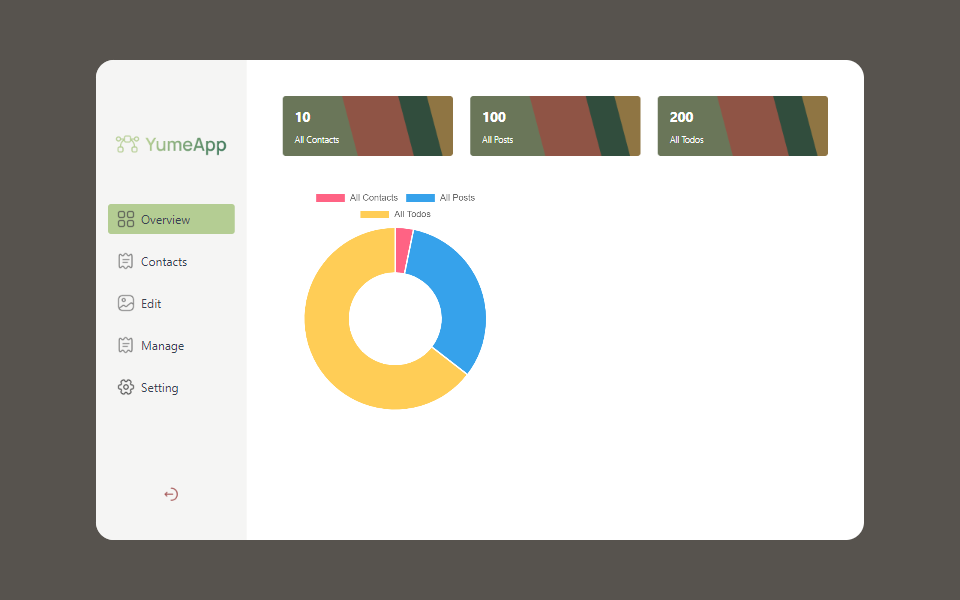 YumeApp
Overview
Contacts
Edit
Manage
Setting
10
All Contacts
100
All Posts
200
All Todos
All Contacts All Posts
All Todos